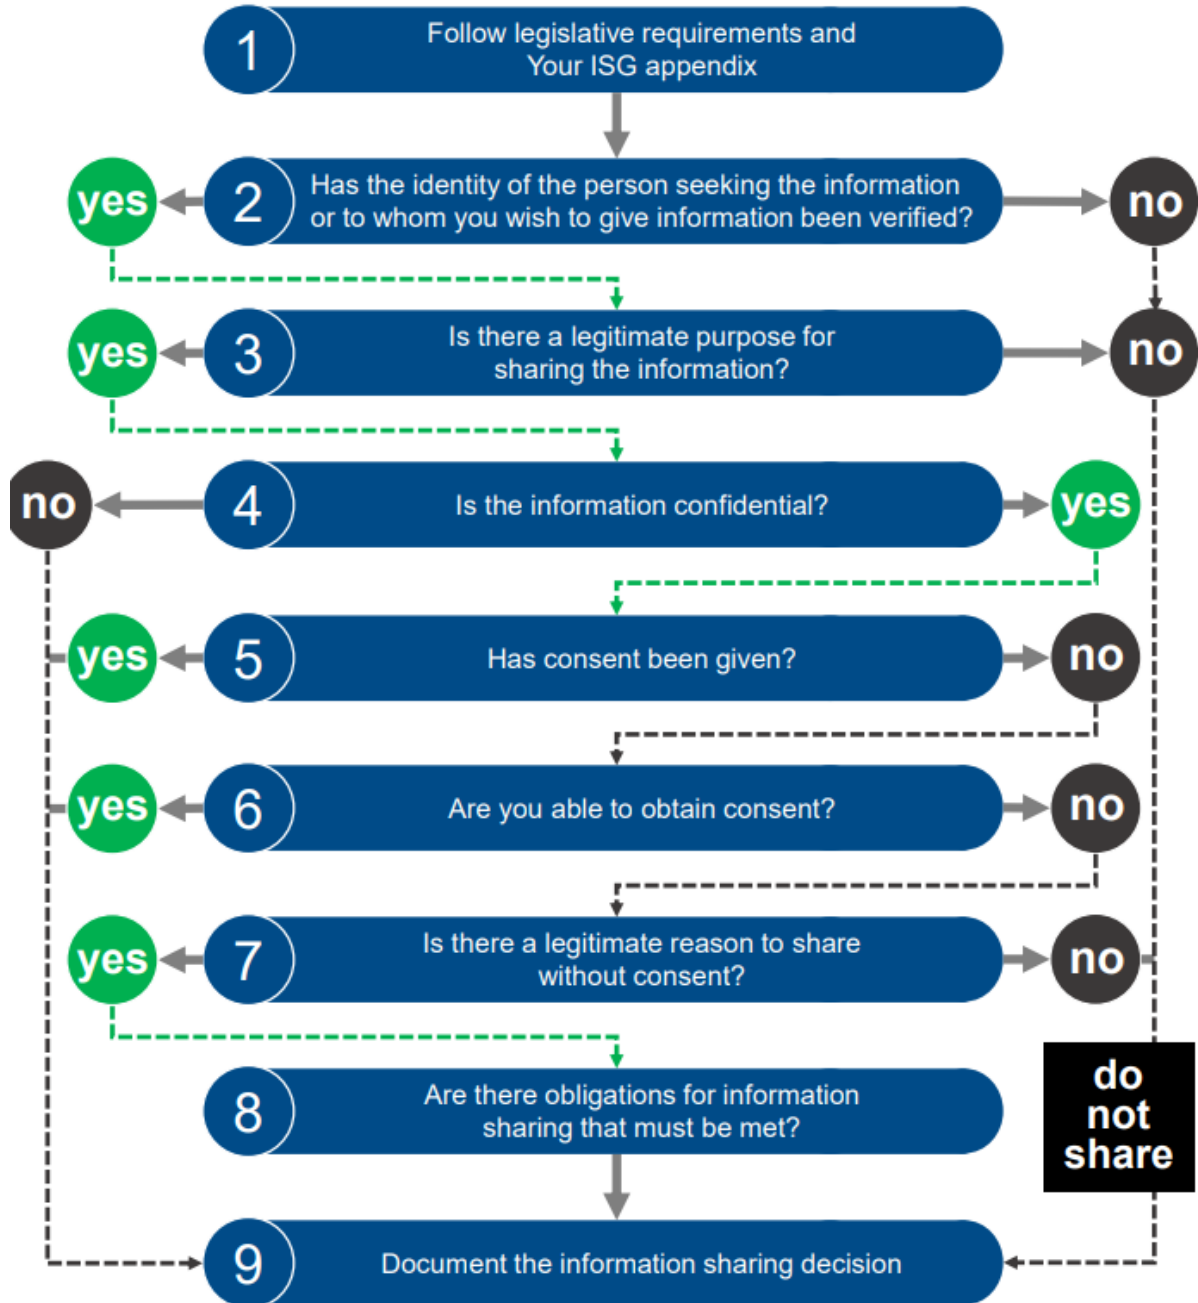 1
Follow legislative requirements and
Your ISG appendix
yes
2
Has the identity of the person seeking the information
or to whom you wish to give information been verified?
no
yes
3
Is there a legitimate purpose for
sharing the information?
no
no
4
Is the information confidential?
yes
yes
5
Has consent been given?
no
yes
6
Are you able to obtain consent?
no
yes
7
Is there a legitimate reason to share
without consent?
no
8
Are there obligations for information
sharing that must be met?
do
not
share
9
Document the information sharing decision